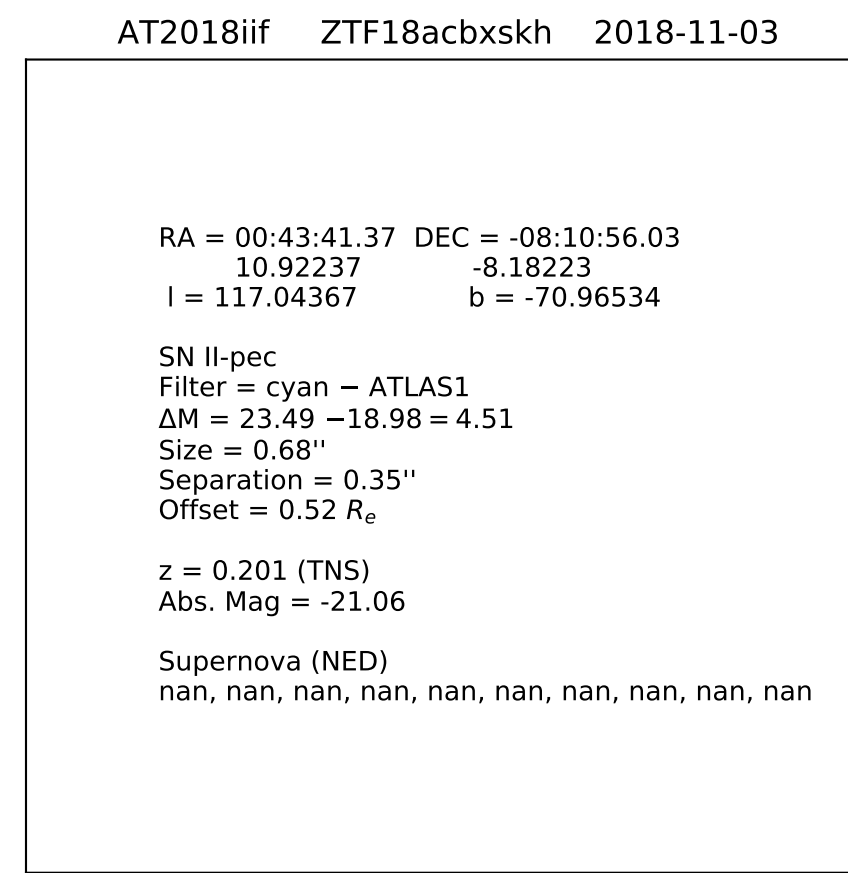 AT2018iif ZTF18acbxskh 2018-11-03
RA = 00:43:41.37 DEC = -08:10:56.03
10.92237 -8.18223
l = 117.04367 b = -70.96534
SN II-pec
Filter = cyan − ATLAS1
ΔM = 23.49 −18.98 = 4.51
Size = 0.68''
Separation = 0.35''
Offset = 0.52 Rₑ
z = 0.201 (TNS)
Abs. Mag = -21.06
Supernova (NED)
nan, nan, nan, nan, nan, nan, nan, nan, nan, nan